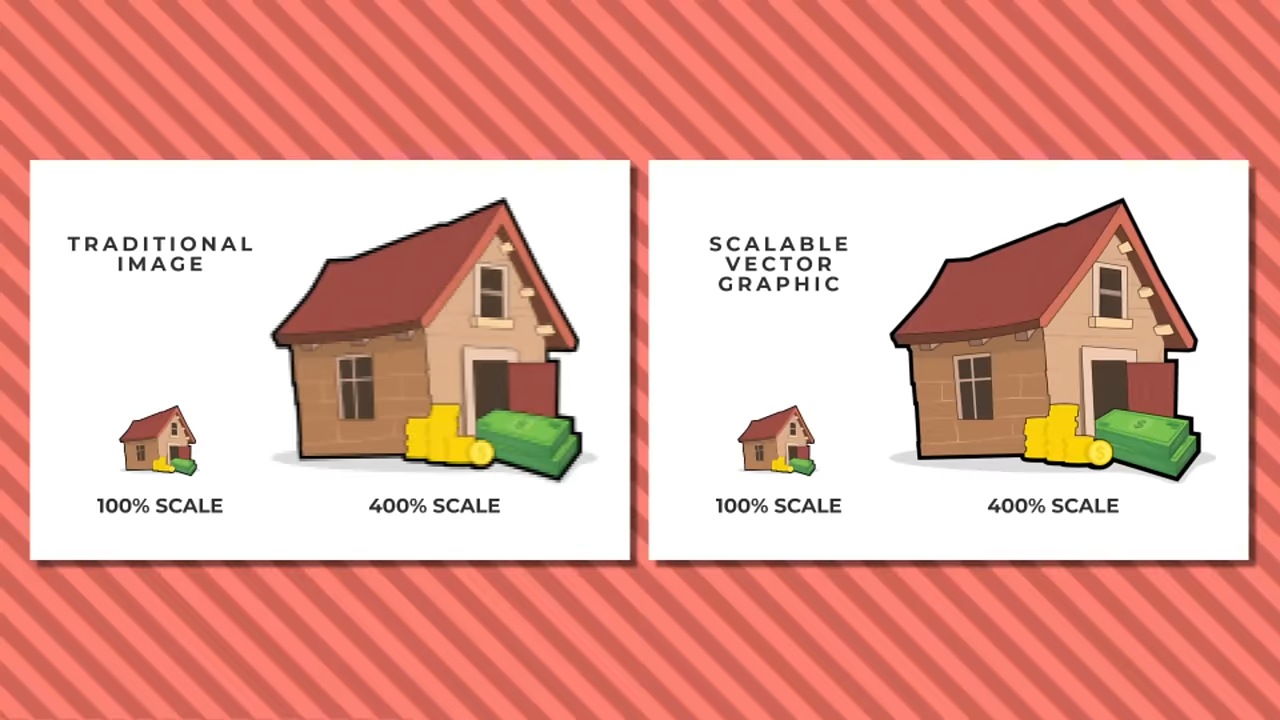 TRADITIONAL
IMAGE
100% SCALE
400% SCALE
SCALABLE
VECTOR
GRAPHIC
100% SCALE
400% SCALE